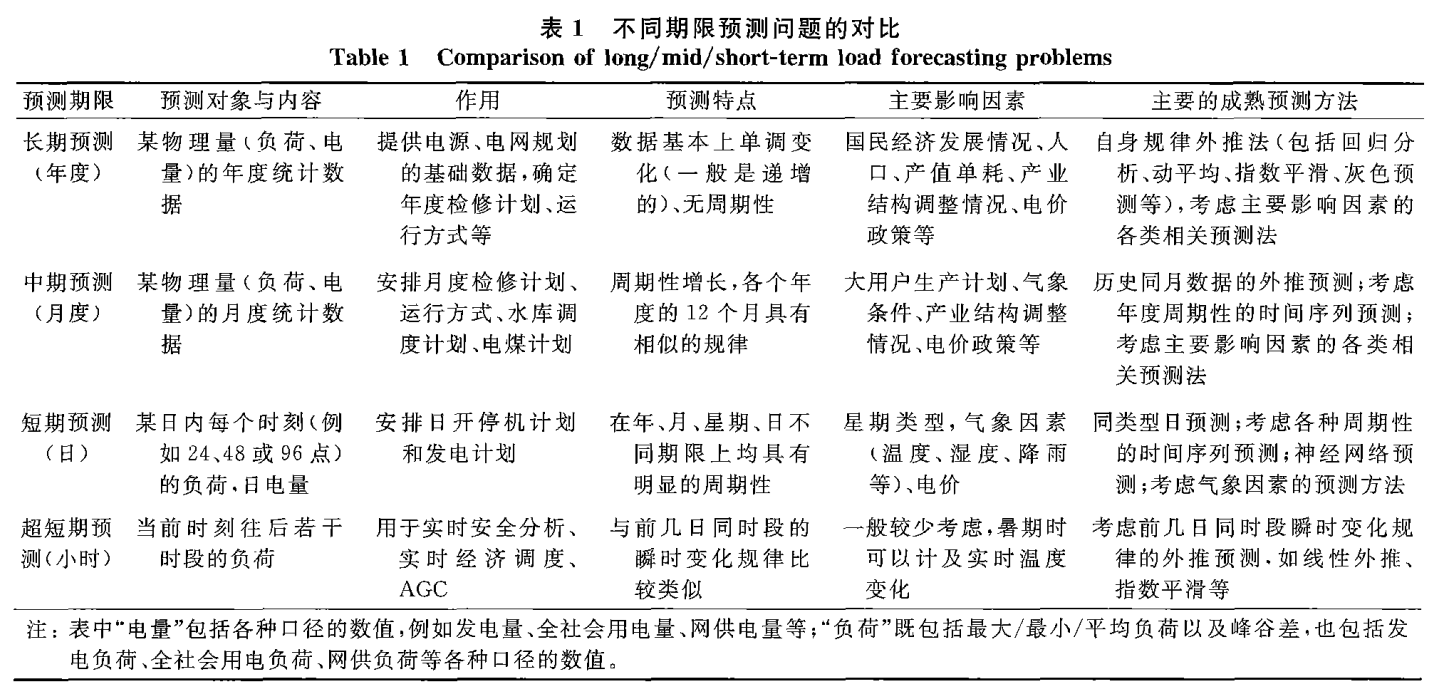 表 1 不同期限预测问题的对比
Table 1 Comparison of long/mid/short-term load forecasting problems
预测期限
预测对象与内容
作用
预测特点
主要影响因素
主要的成熟预测方法
长期预测
(年度)
某物理量(负荷、电
量)的年度统计数
据
提供电源、电网规划
的基础数据,确定
年度检修计划、运
行方式等
数据基本上单调变
化(一般是递增
的)、无周期性
国民经济发展情况、人
口、产值单耗、产业
结构调整情况、电价
政策等
自身规律外推法(包括回归分
析、动平均、指数平滑、灰色预
测等),考虑主要影响因素的
各类相关预测法
中期预测
(月度)
某物理量(负荷、电
量)的月度统计数
据
安排月度检修计划、
运行方式、水库调
度计划、电煤计划
周期性增长,各个年
度的 12 个月具有
相似的规律
大用户生产计划、气象
条件、产业结构调整
情况、电价政策等
历史同月数据的外推预测;考虑
年度周期性的时间序列预测;
考虑主要影响因素的各类相
关预测法
短期预测
(日)
某日内每个时刻(例
如 24、48 或 96 点)
的负荷,日电量
安排日开停机计划
和发电计划
在年、月、星期、日不
同期限上均具有
明显的周期性
星期类型,气象因素
(温度、湿度、降雨
等)、电价
同类型日预测;考虑各种周期性
的时间序列预测;神经网络预
测;考虑气象因素的预测方法
超短期预
测(小时)
当前时刻往后若干
时段的负荷
用于实时安全分析、
实时经济调度、
AGC
与前几日同时段的
瞬时变化规律比
较类似
一般较少考虑,暑期时
可以计及实时温度
变化
考虑前几日同时段瞬时变化规
律的外推预测,如线性外推、
指数平滑等
注: 表中“电量”包括各种口径的数值,例如发电量、全社会用电量、网供电量等;“负荷”既包括最大/最小/平均负荷以及峰谷差,也包括发
电负荷、全社会用电负荷、网供负荷等各种口径的数值。